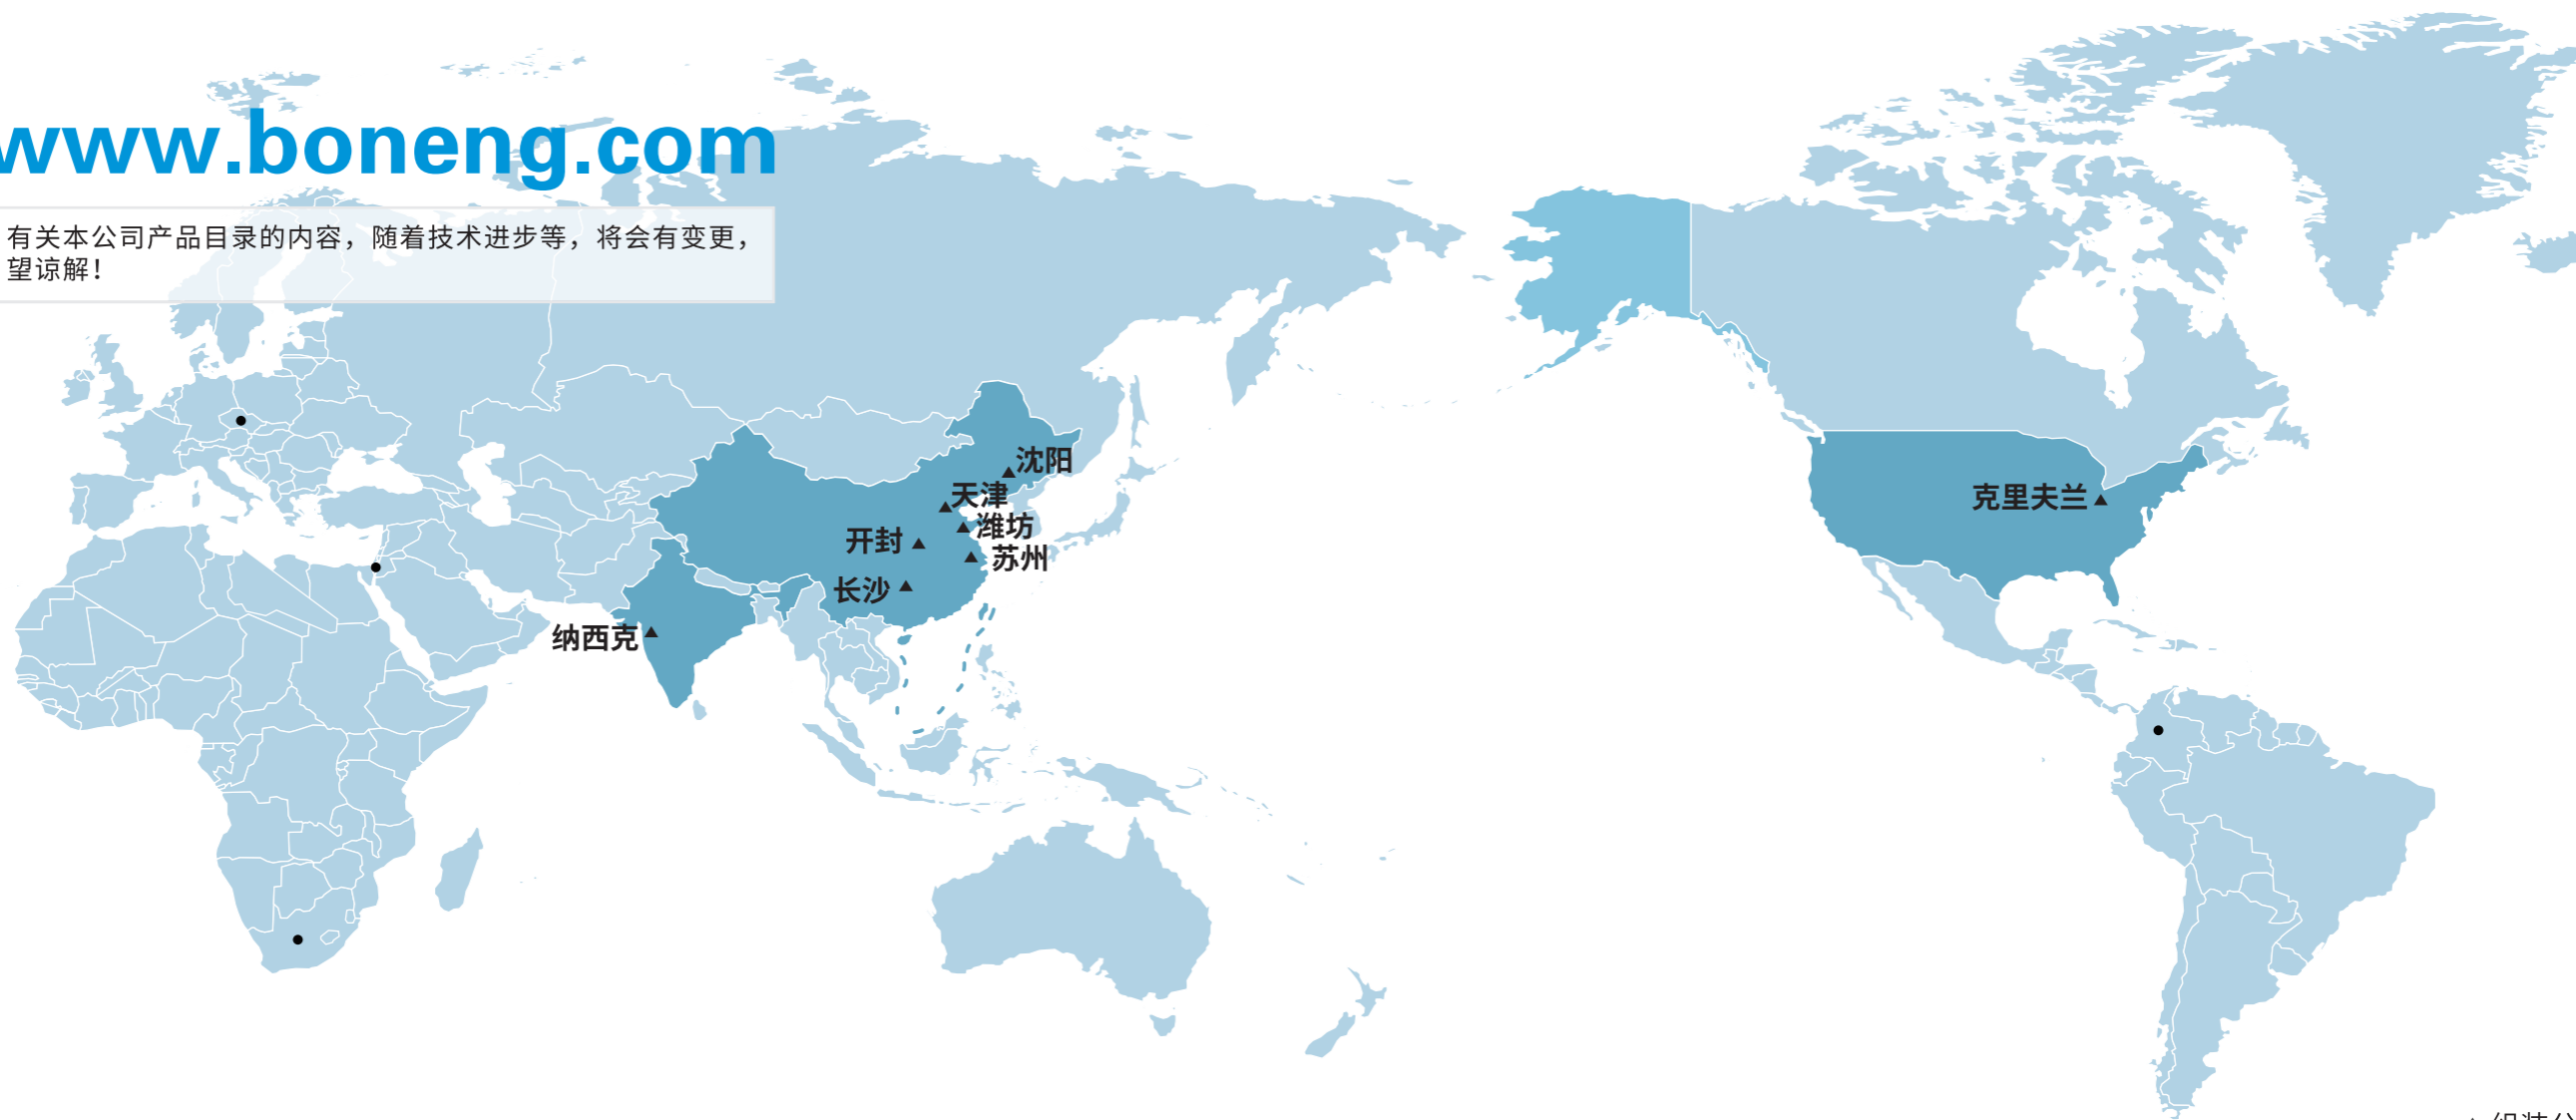 www.boneng.com
有关本公司产品目录的内容，随着技术进步等，将会有变更，
望谅解！
沈阳
天津
潍坊
开封
苏州
长沙
纳西克
克里夫兰